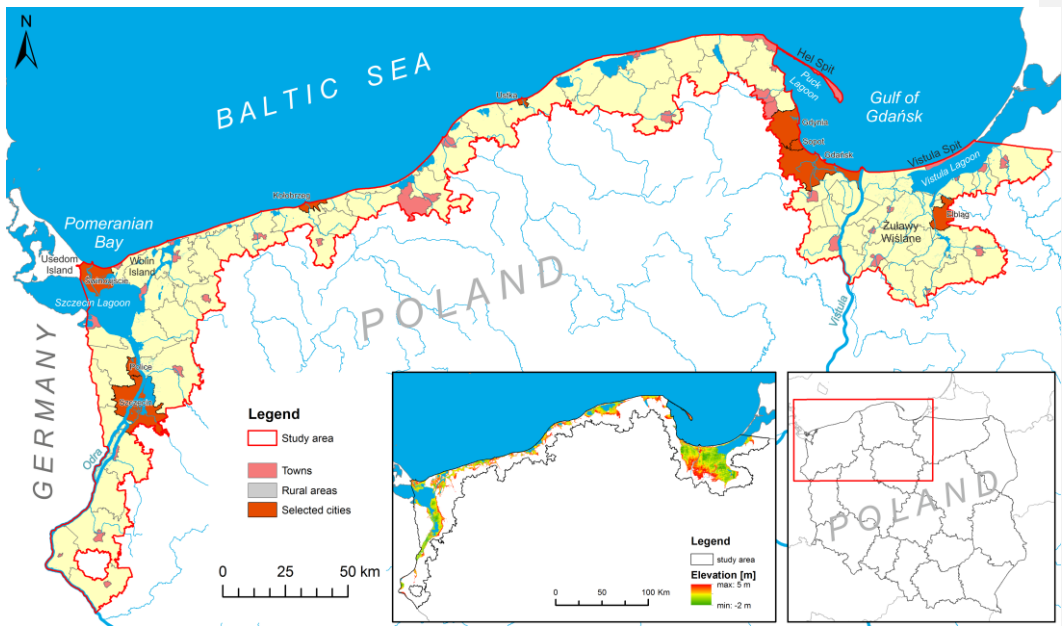 N
BALTIC SEA
Hel Spit
Puck
Lagoon
Gulf of
Gdańsk
Ustka
Gdynia
Sopot
Gdańsk
Vistula Spit
Vistula Lagoon
Kołobrzeg
Elbląg
Żuławy
Wiślane
Pomeranian
Bay
Usedom
Island
Wolin
Island
Świnoujście
Szczecin Lagoon
POLAND
Vistula
GERMANY
Police
Szczecin
Odra
Legend
Study area
Towns
Rural areas
Selected cities
0 25 50 km
Legend
study area
Elevation [m]
max: 5 m
min: -2 m
0 50 100 Km
POLAND